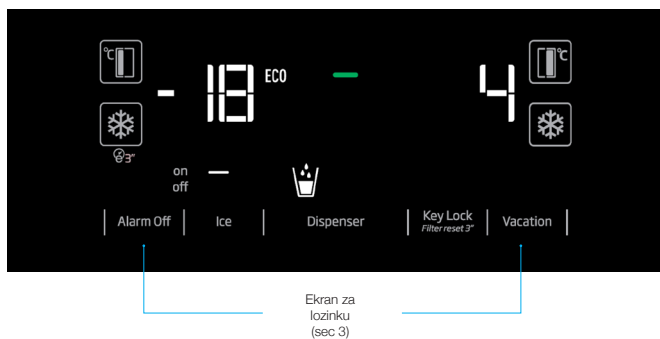 °C
°C
- 18 ECO
4
3"
on
off
Alarm Off
Ice
Dispenser
Key Lock
Filter reset 3"
Vacation
Ekran za
lozinku
(sec 3)